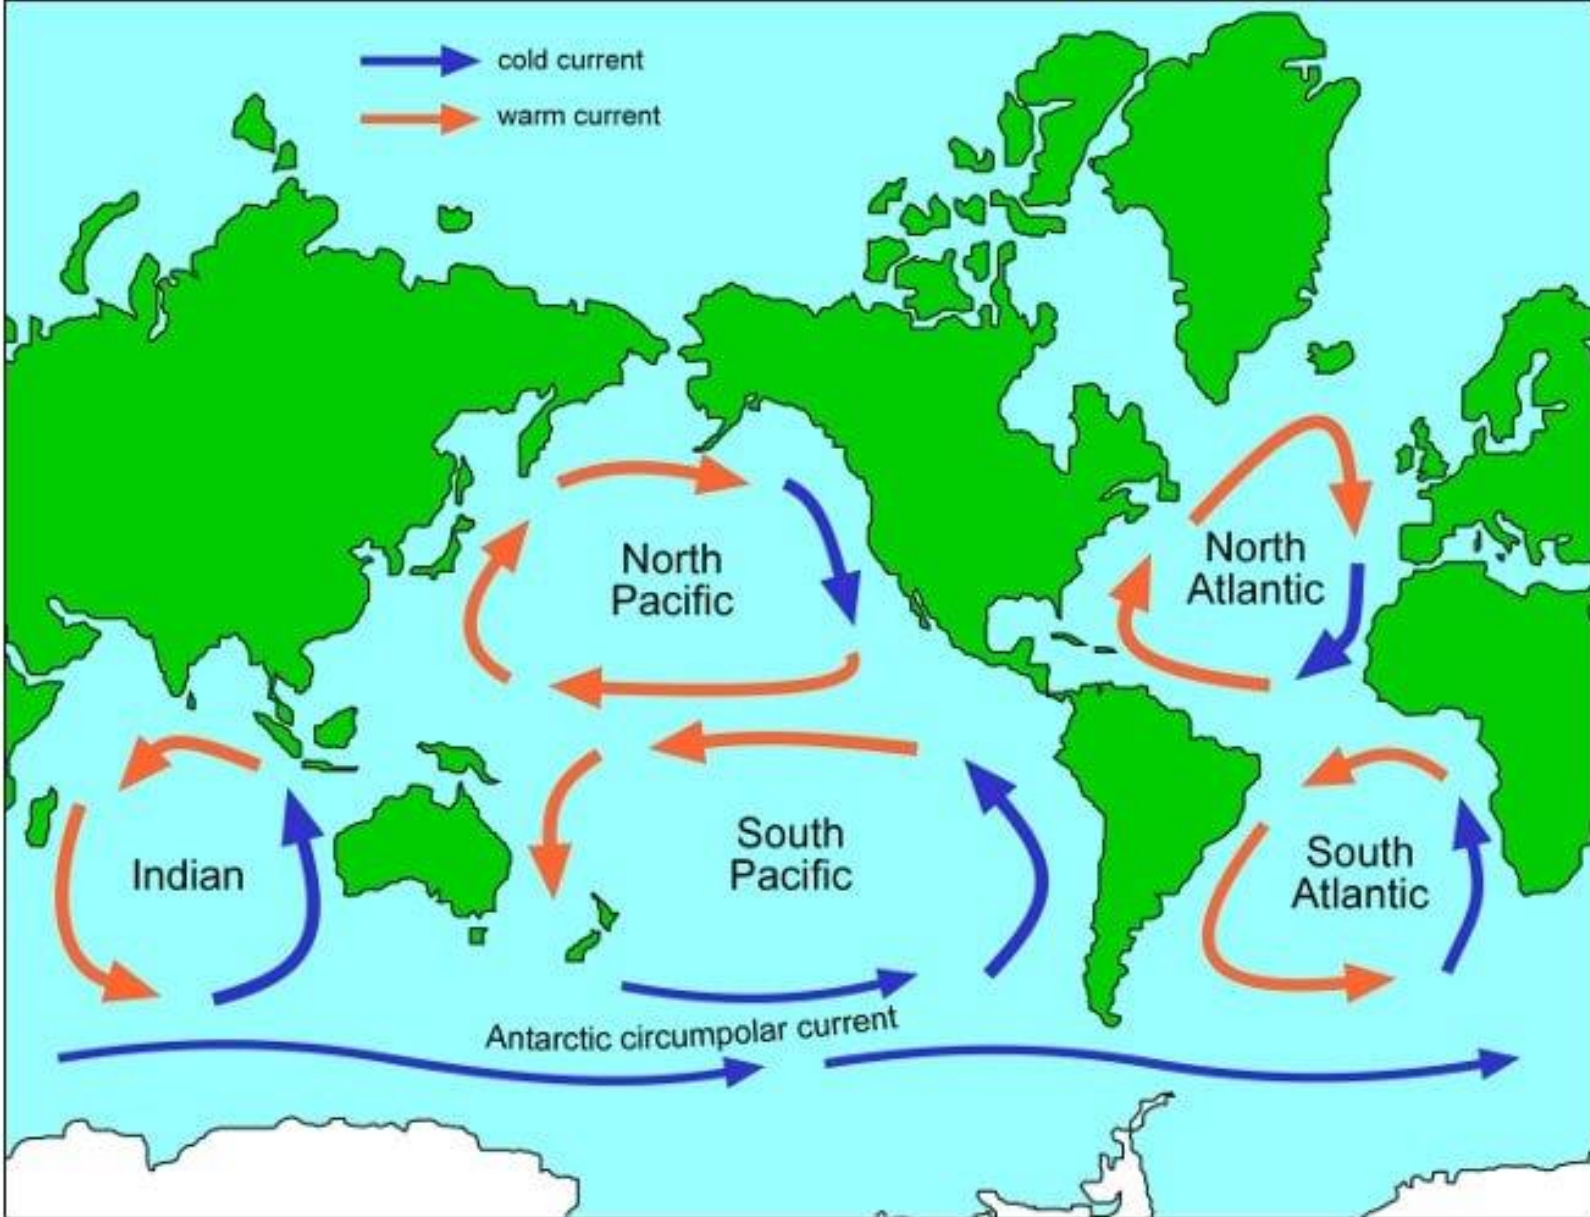 cold current
warm current
North
Pacific
North
Atlantic
South
Pacific
Indian
South
Atlantic
Antarctic circumpolar current